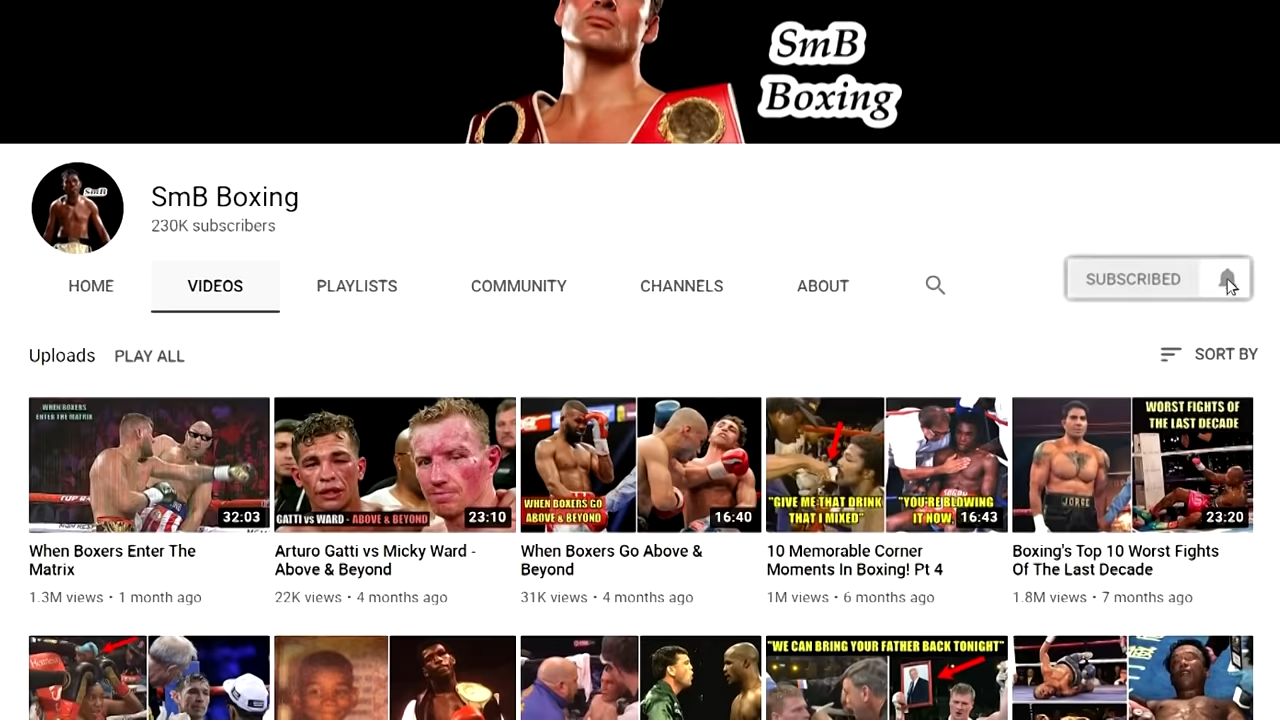 SmB
Boxing
SmB
SmB Boxing
230K subscribers
HOME
VIDEOS
PLAYLISTS
COMMUNITY
CHANNELS
ABOUT
SUBSCRIBED
Uploads
PLAY ALL
SORT BY
WHEN BOXERS
ENTER THE MATRIX
TOP RA
32:03
GATTI vs WARD - ABOVE & BEYOND
23:10
WHEN BOXERS GO
ABOVE & BEYOND
16:40
"GIVE ME THAT DRINK
THAT I MIXED"
"YOU'RE BLOWING
IT NOW,
16:43
JORGE
WORST FIGHTS OF
THE LAST DECADE
23:20
When Boxers Enter The
Matrix
1.3M views • 1 month ago
Arturo Gatti vs Micky Ward -
Above & Beyond
22K views • 4 months ago
When Boxers Go Above &
Beyond
31K views • 4 months ago
10 Memorable Corner
Moments In Boxing! Pt 4
1M views • 6 months ago
Boxing's Top 10 Worst Fights
Of The Last Decade
1.8M views • 7 months ago
"WE CAN BRING YOUR FATHER BACK TONIGHT"